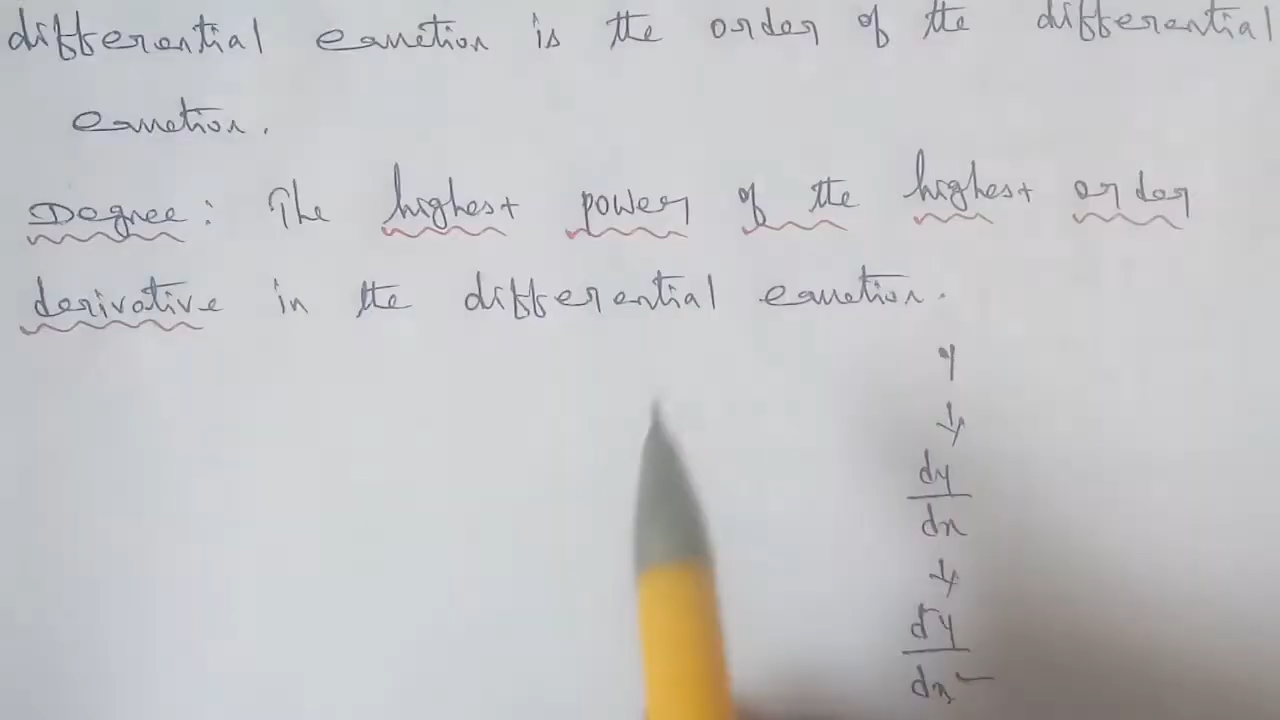 differential equation is the order of the differential
equation.
Degree: The highest power of the highest order
derivative in the differential equation.
y
↓
dy
dx
↓
d²y
dx²